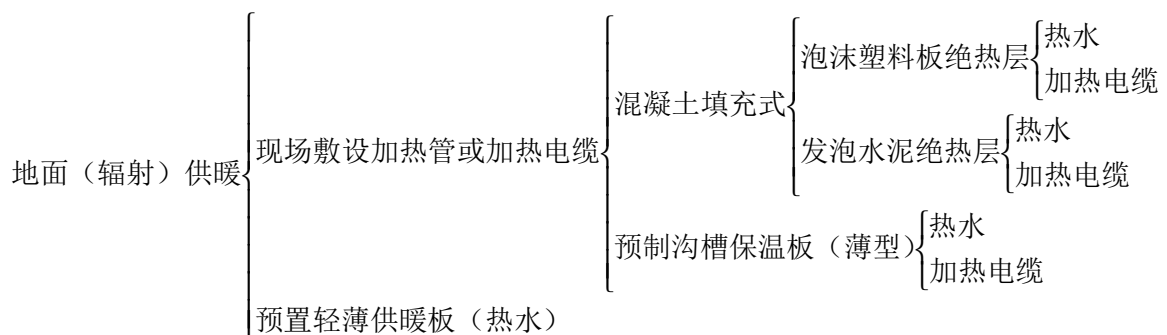 地面（辐射）供暖
现场敷设加热管或加热电缆
混凝土填充式
泡沫塑料板绝热层
热水
加热电缆
发泡水泥绝热层
热水
加热电缆
预制沟槽保温板（薄型）
热水
加热电缆
预置轻薄供暖板（热水）